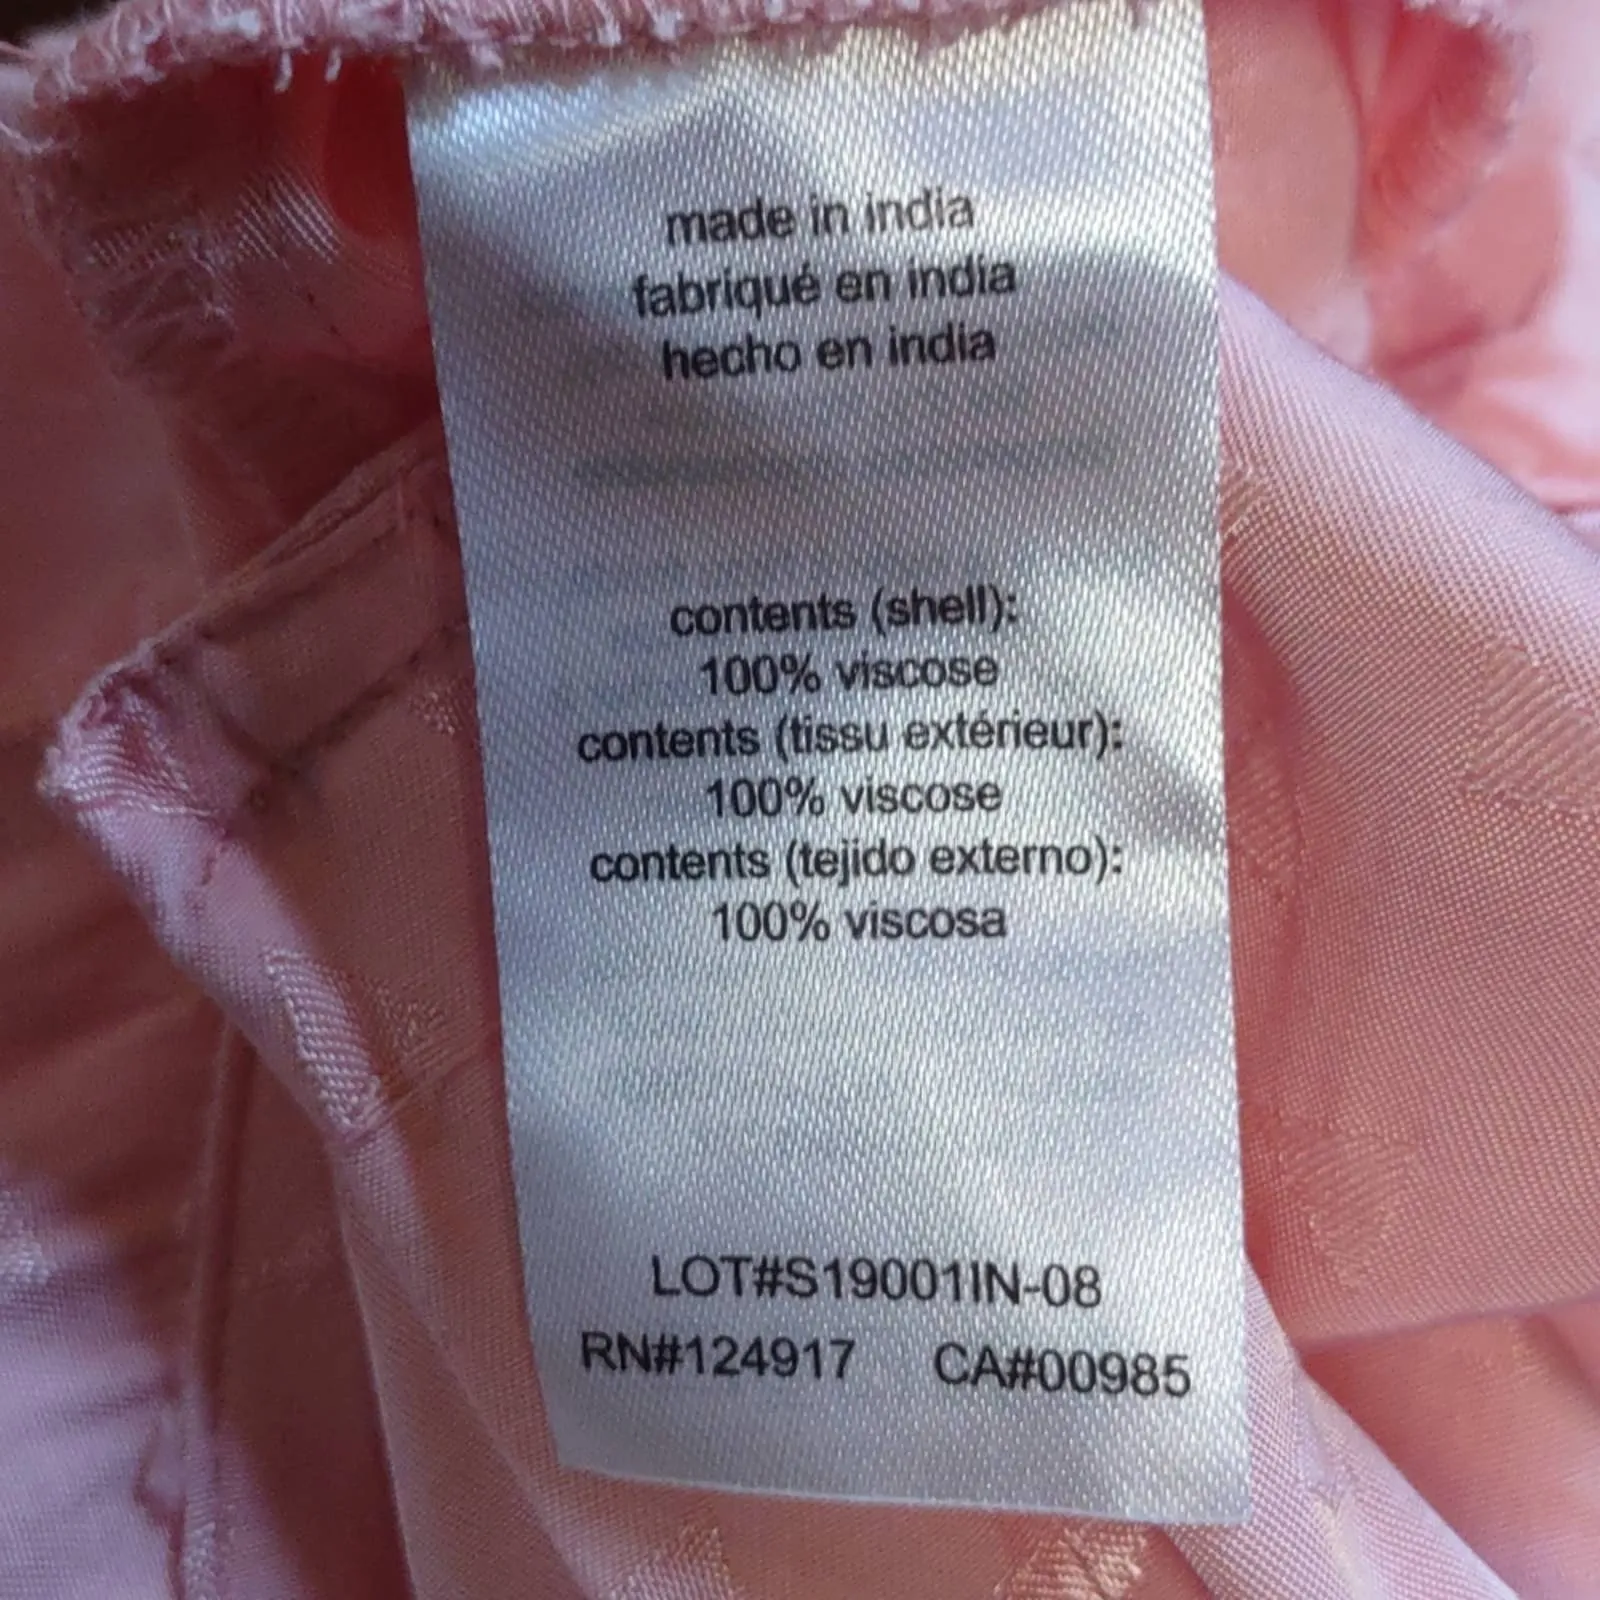 made in india
fabriqué en india
hecho en india
contents (shell):
100% viscose
contents (tissu extérieur):
100% viscose
contents (tejido externo):
100% viscosa
LOT#S19001IN-08
RN#124917 CA#00985